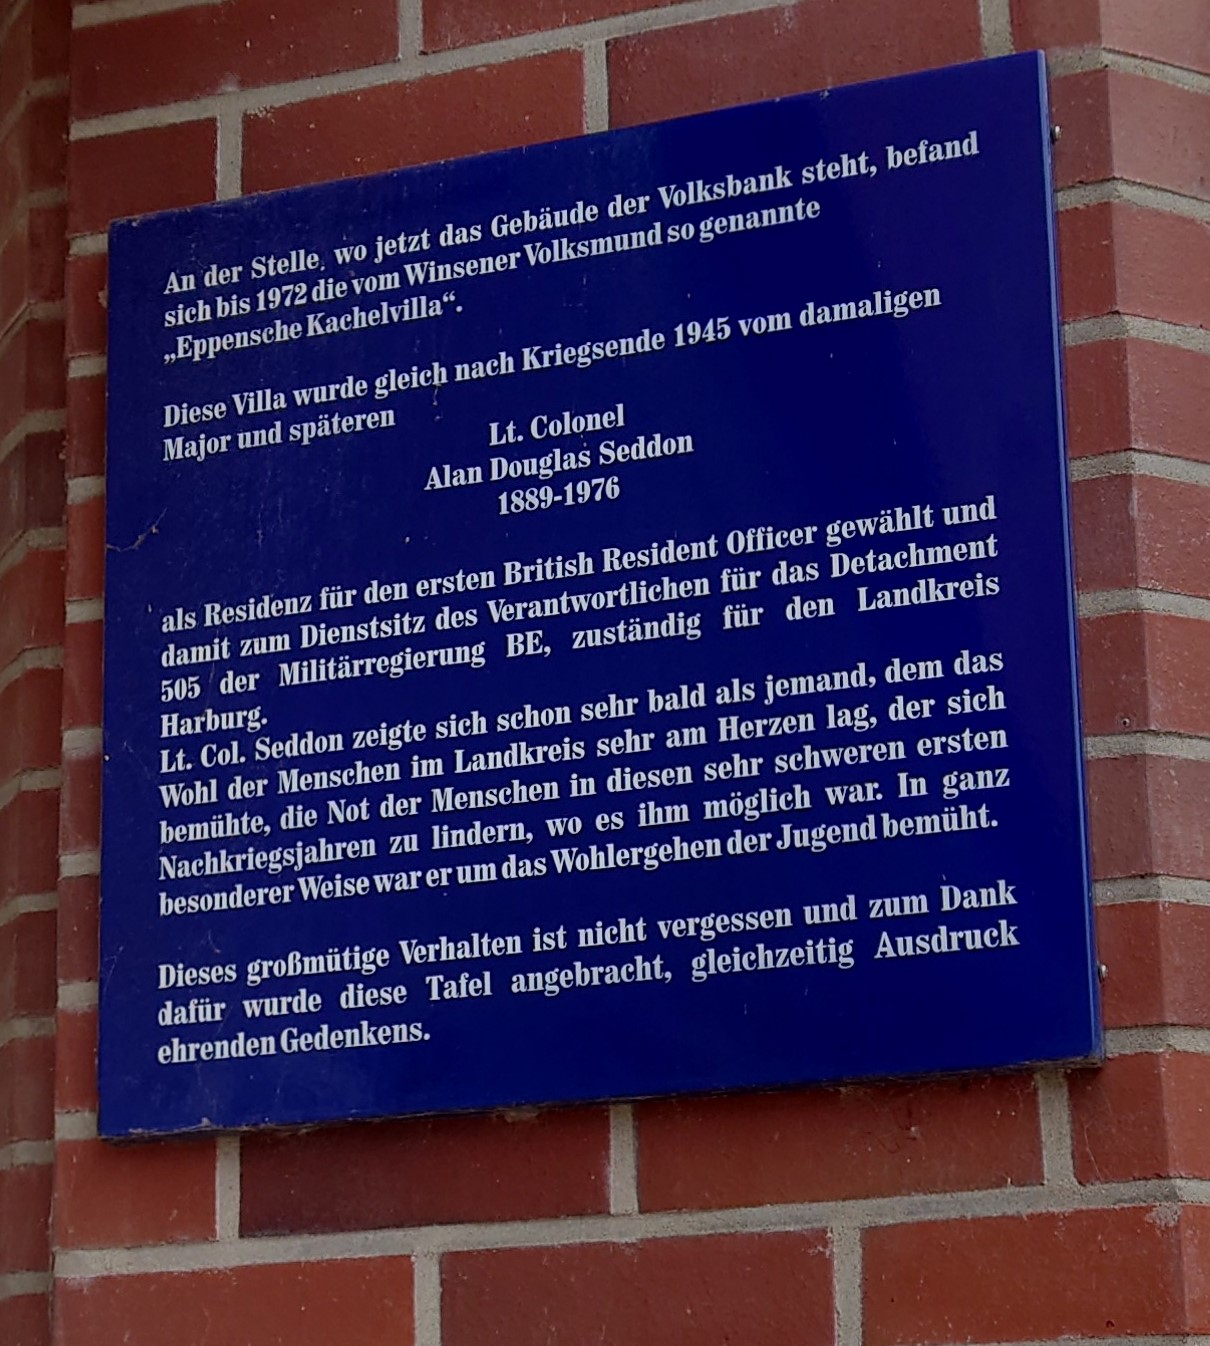 An der Stelle, wo jetzt das Gebäude der Volksbank steht, befand
sich bis 1972 die vom Winsener Volksmund so genannte
„Eppensche Kachelvilla“.
Diese Villa wurde gleich nach Kriegsende 1945 vom damaligen
Major und späteren
Lt. Colonel
Alan Douglas Seddon
1889-1976
als Residenz für den ersten British Resident Officer gewählt und
damit zum Dienstsitz des Verantwortlichen für das Detachment
505 der Militärregierung BE, zuständig für den Landkreis
Harburg.
Lt. Col. Seddon zeigte sich schon sehr bald als jemand, dem das
Wohl der Menschen im Landkreis sehr am Herzen lag, der sich
bemühte, die Not der Menschen in diesen sehr schweren ersten
Nachkriegsjahren zu lindern, wo es ihm möglich war. In ganz
besonderer Weise war er um das Wohlergehen der Jugend bemüht.
Dieses großmütige Verhalten ist nicht vergessen und zum Dank
dafür wurde diese Tafel angebracht, gleichzeitig Ausdruck
ehrenden Gedenkens.